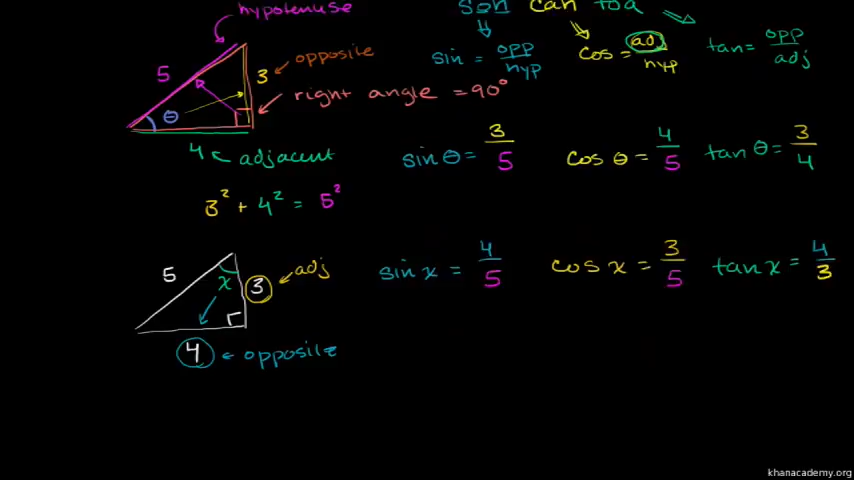 hypotenuse
soh can toa
sin = opp/hyp
cos = adj/hyp
tan = opp/adj
5
3
opposite
θ
right angle = 90°
4 adjacent
sin θ = 3/5
cos θ = 4/5
tan θ = 3/4
3² + 4² = 5²
5
x
3 adj
4 opposite
sin x = 4/5
cos x = 3/5
tan x = 4/3
khanacademy.org